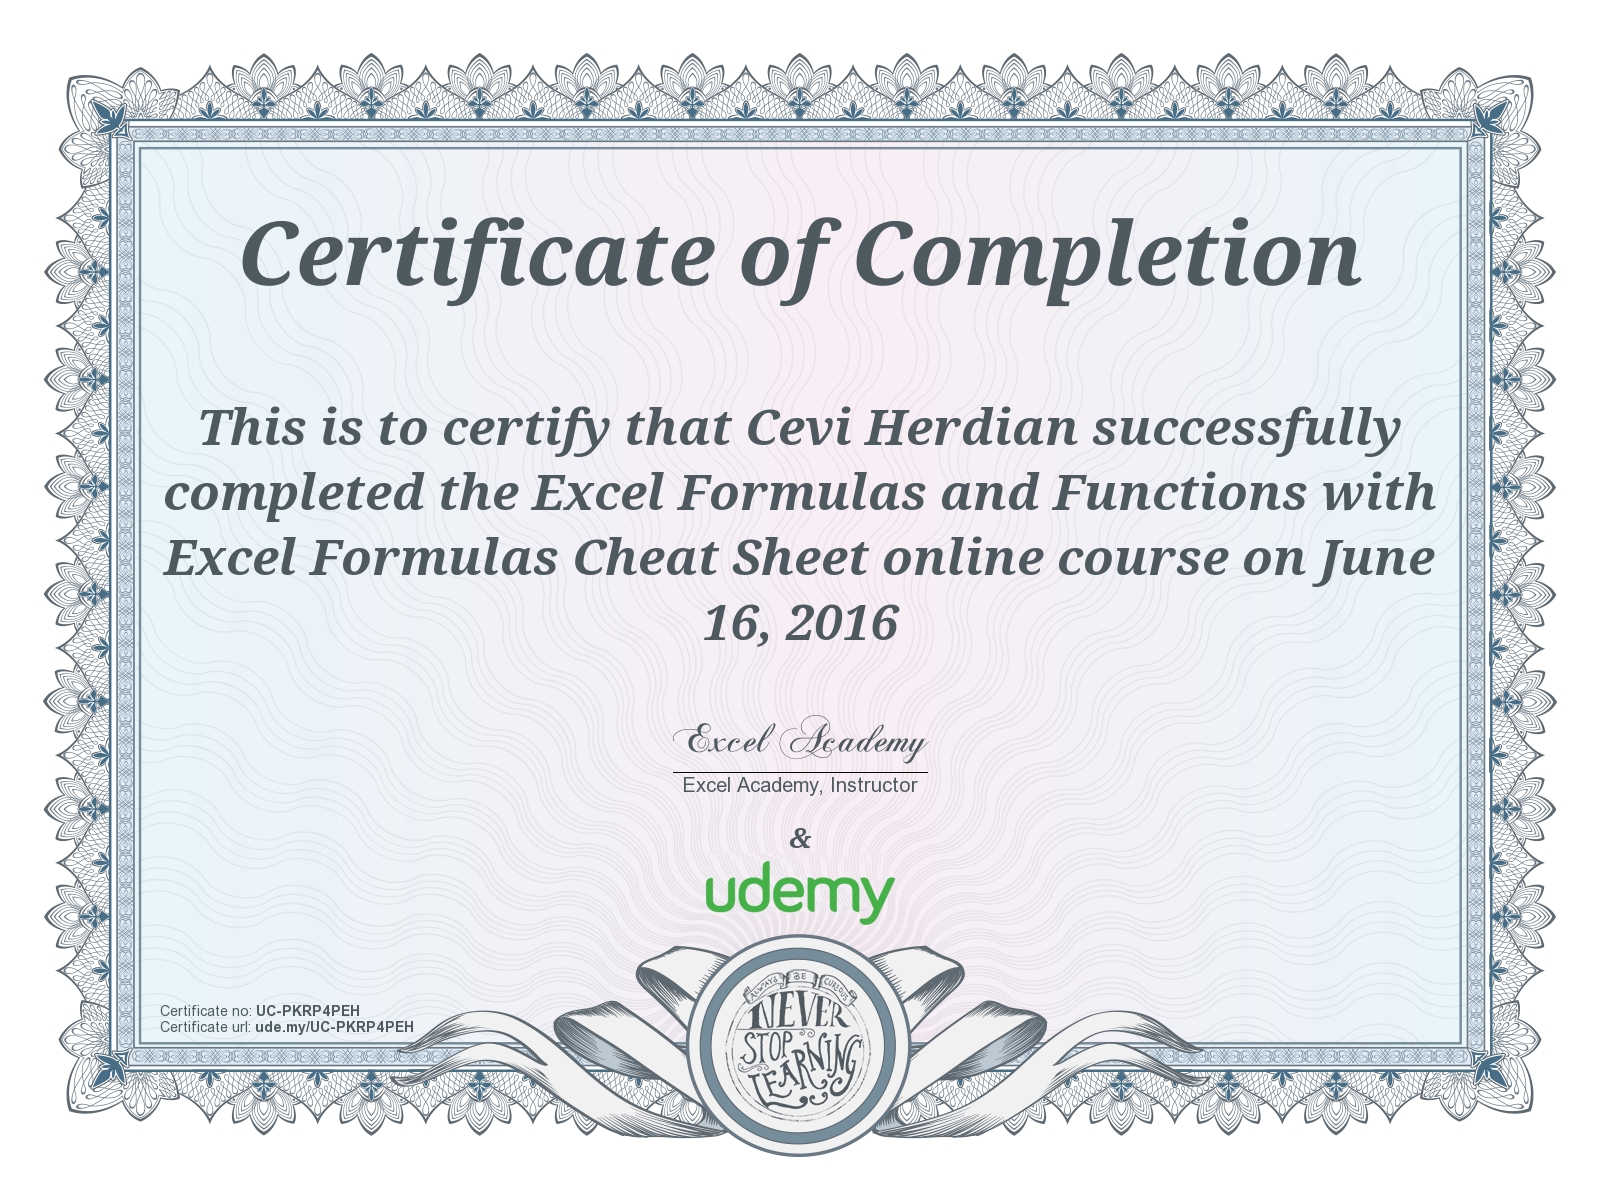 Certificate of Completion
This is to certify that Cevi Herdian successfully
completed the Excel Formulas and Functions with
Excel Formulas Cheat Sheet online course on June
16, 2016
Excel Academy
Excel Academy, Instructor
&
udemy
Certificate no: UC-PKRP4PEH
Certificate url: ude.my/UC-PKRP4PEH
ALWAYS BE CURIOUS
NEVER
STOP
LEARNING